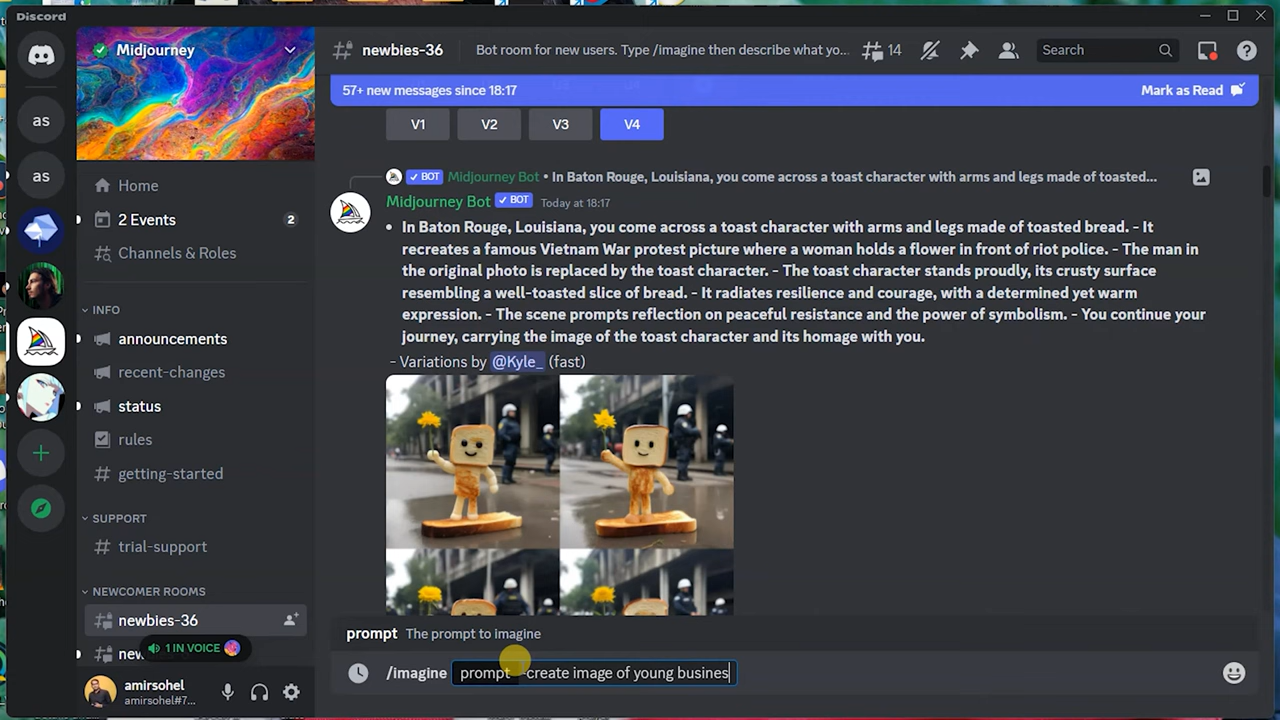 Discord
Midjourney
newbies-36
Bot room for new users. Type /imagine then describe what yo...
14
Search
57+ new messages since 18:17
Mark as Read
as
as
Home
2 Events
2
Channels & Roles
INFO
announcements
recent-changes
status
rules
getting-started
SUPPORT
trial-support
NEWCOMER ROOMS
newbies-36
new
1 IN VOICE
amirsohel
amirsohel#7...
V1
V2
V3
V4
BOT Midjourney Bot • In Baton Rouge, Louisiana, you come across a toast character with arms and legs made of toasted...
Midjourney Bot BOT Today at 18:17
• In Baton Rouge, Louisiana, you come across a toast character with arms and legs made of toasted bread. - It
recreates a famous Vietnam War protest picture where a woman holds a flower in front of riot police. - The man in
the original photo is replaced by the toast character. - The toast character stands proudly, its crusty surface
resembling a well-toasted slice of bread. - It radiates resilience and courage, with a determined yet warm
expression. - The scene prompts reflection on peaceful resistance and the power of symbolism. - You continue your
journey, carrying the image of the toast character and its homage with you.
- Variations by @Kyle_ (fast)
prompt The prompt to imagine
/imagine prompt -create image of young busines